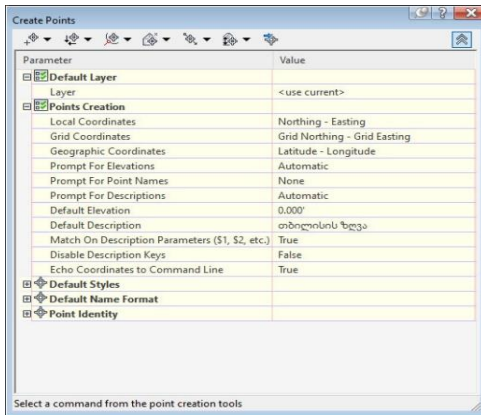 Create Points
Parameter Value
Default Layer
Layer <use current>
Points Creation
Local Coordinates Northing - Easting
Grid Coordinates Grid Northing - Grid Easting
Geographic Coordinates Latitude - Longitude
Prompt For Elevations Automatic
Prompt For Point Names None
Prompt For Descriptions Automatic
Default Elevation 0.000'
Default Description თბილისის ზღვა
Match On Description Parameters ($1, $2, etc.) True
Disable Description Keys False
Echo Coordinates to Command Line True
Default Styles
Default Name Format
Point Identity
Select a command from the point creation tools